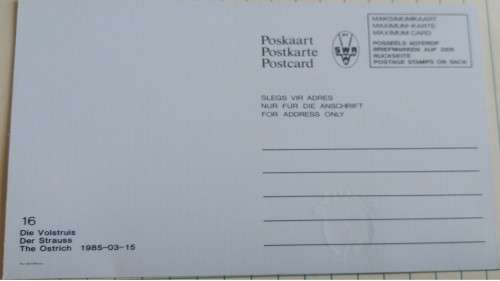 Poskaart
Postkarte
Postcard
SWA
MAKSIMUMKAART
MAXIMUM-KARTE
MAXIMUM CARD
POSSEËLS AGTEROP
BRIEFMARKEN AUF DER
RÜCKSEITE
POSTAGE STAMPS ON BACK
SLEGS VIR ADRES
NUR FUR DIE ANSCHRIFT
FOR ADDRESS ONLY
16
Die Volstruis
Der Strauss
The Ostrich 1985-03-15